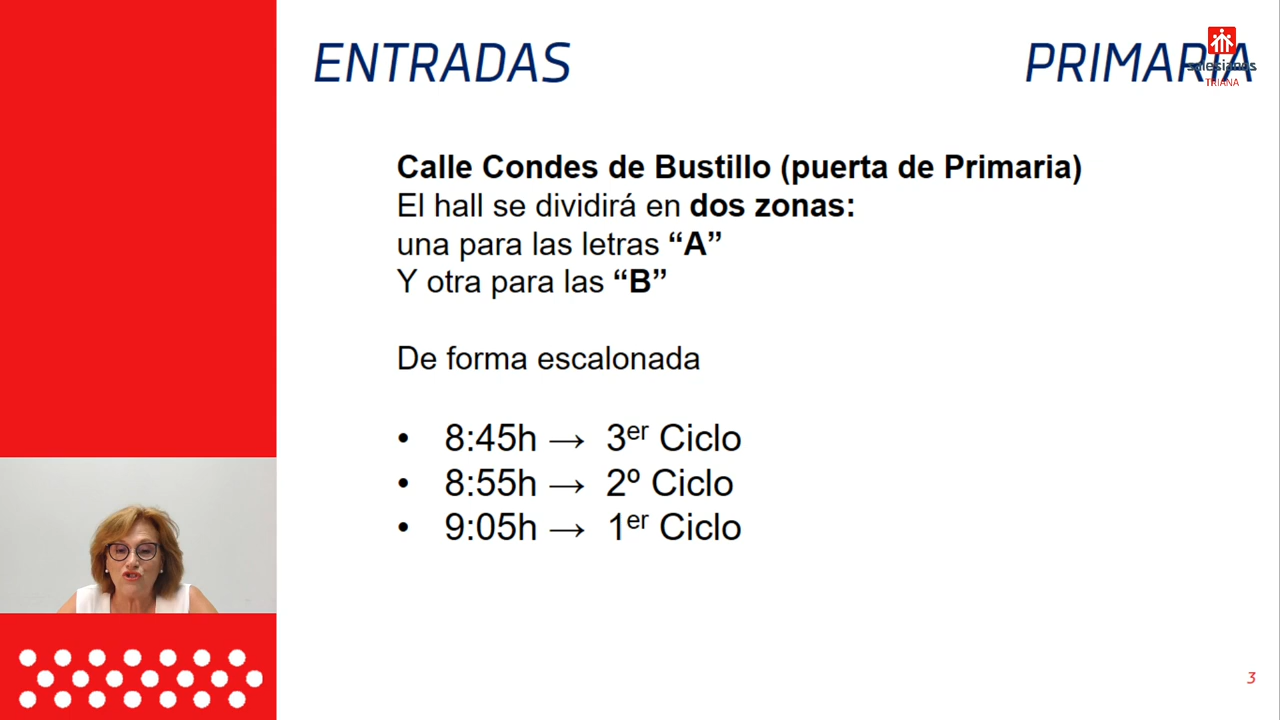 ENTRADAS
PRIMARIA
salesianos
TRIANA
Calle Condes de Bustillo (puerta de Primaria)
El hall se dividirá en dos zonas:
una para las letras “A”
Y otra para las “B”
De forma escalonada
• 8:45h → 3er Ciclo
• 8:55h → 2º Ciclo
• 9:05h → 1er Ciclo
3